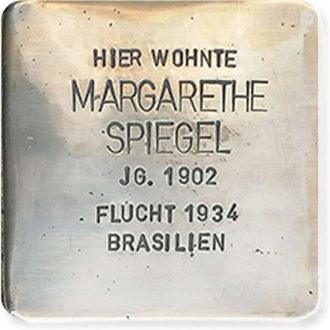 HIER WOHNTE
MARGARETHE
SPIEGEL
JG. 1902
FLUCHT 1934
BRASILIEN